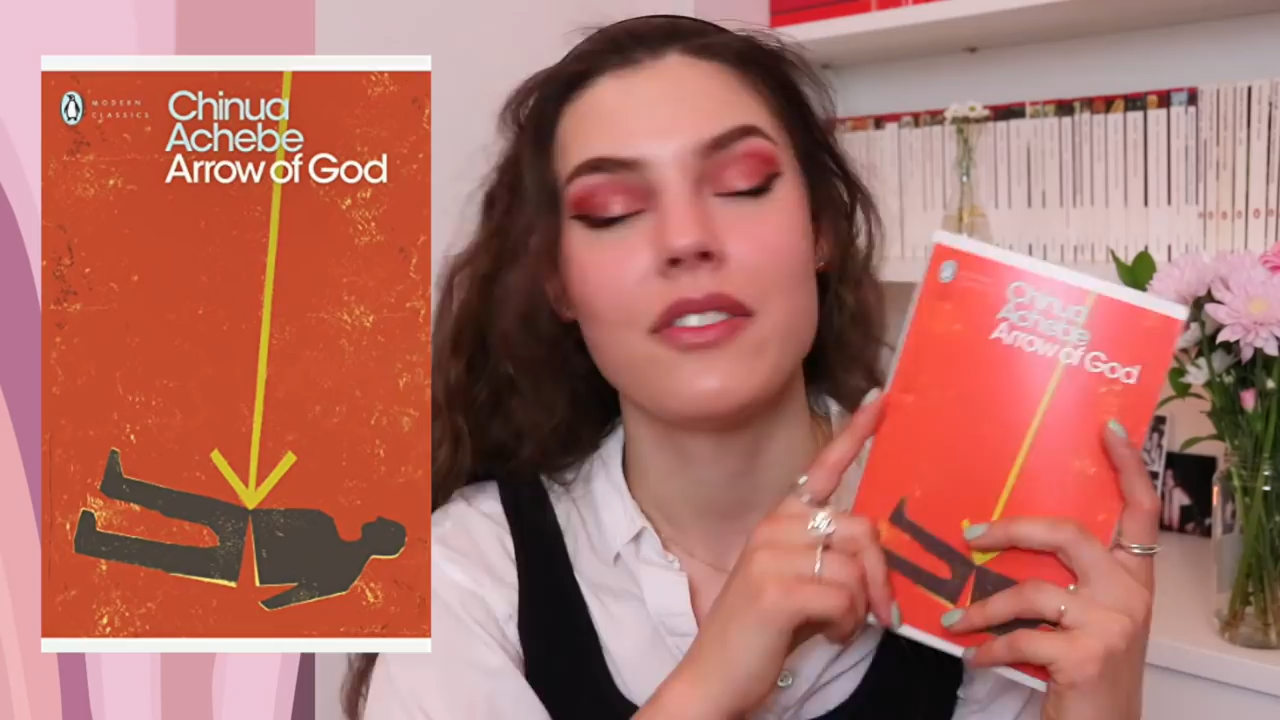 MODERN
CLASSICS
Chinua
Achebe
Arrow of God
Chinua
Achebe
Arrow of God